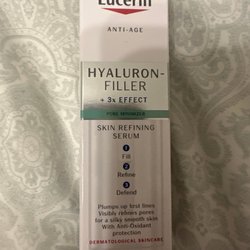 Eucerin
ANTI-AGE
HYALURON-
FILLER
+ 3x EFFECT
PORE MINIMIZER
SKIN REFINING
SERUM
1
Fill
2
Refine
3
Defend
Plumps up first lines
Visibly refines pores
for a silky smooth skin
With Anti-Oxidant
protection
DERMATOLOGICAL SKINCARE